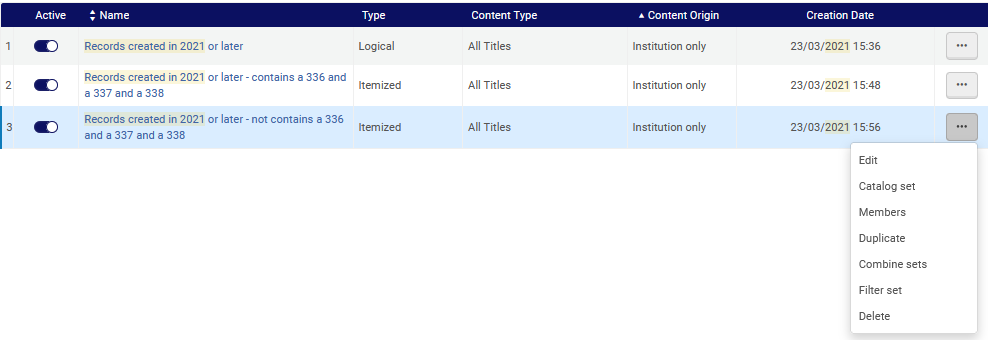 Active Name Type Content Type Content Origin Creation Date
1 Records created in 2021 or later Logical All Titles Institution only 23/03/2021 15:36 •••
2 Records created in 2021 or later - contains a 336 and Itemized All Titles Institution only 23/03/2021 15:48 •••
a 337 and a 338
3 Records created in 2021 or later - not contains a 336 Itemized All Titles Institution only 23/03/2021 15:56 •••
and a 337 and a 338
Edit
Catalog set
Members
Duplicate
Combine sets
Filter set
Delete